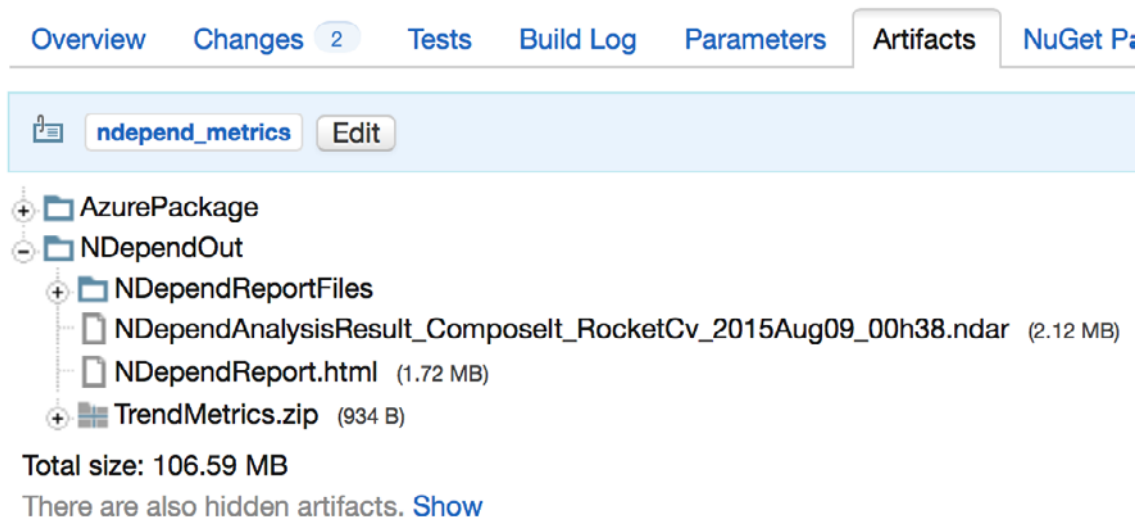 Overview Changes 2 Tests Build Log Parameters Artifacts NuGet Pa
ndepend_metrics Edit
AzurePackage
NDependOut
NDependReportFiles
NDependAnalysisResult_ComposeIt_RocketCv_2015Aug09_00h38.ndar (2.12 MB)
NDependReport.html (1.72 MB)
TrendMetrics.zip (934 B)
Total size: 106.59 MB
There are also hidden artifacts. Show